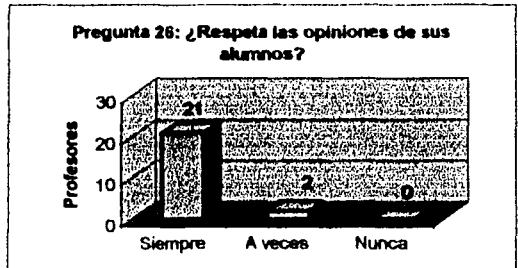 Pregunta 26: ¿Respeta las opiniones de sus
alumnos?
Profesores
30
20
10
0
21
2
0
Siempre A veces Nunca